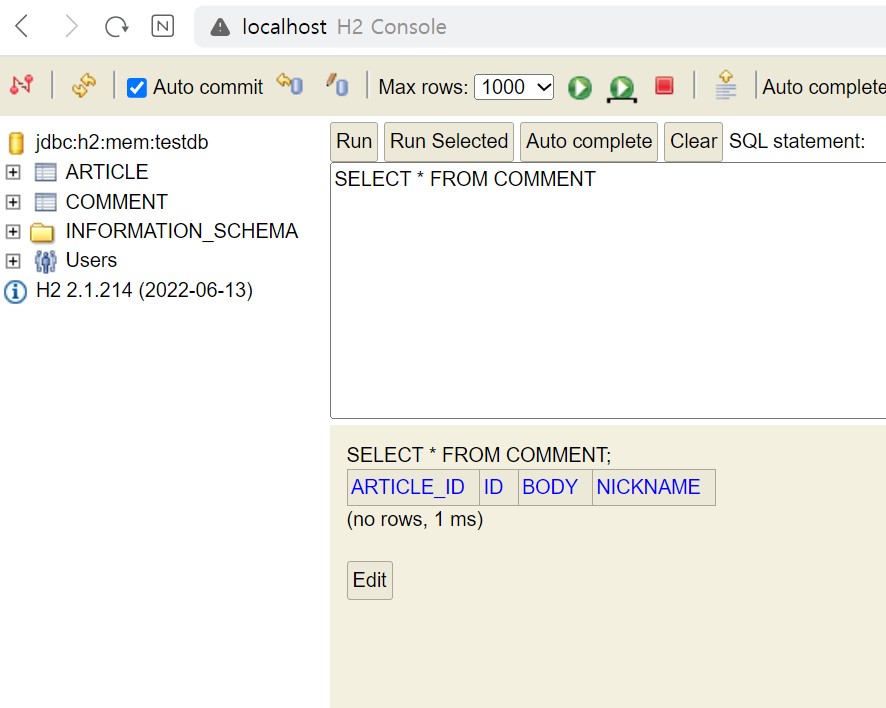 N localhost H2 Console
Auto commit Max rows: 1000 Auto complete
jdbc:h2:mem:testdb
ARTICLE
COMMENT
INFORMATION_SCHEMA
Users
H2 2.1.214 (2022-06-13)
Run Run Selected Auto complete Clear SQL statement:
SELECT * FROM COMMENT
SELECT * FROM COMMENT;
ARTICLE_ID ID BODY NICKNAME
(no rows, 1 ms)
Edit